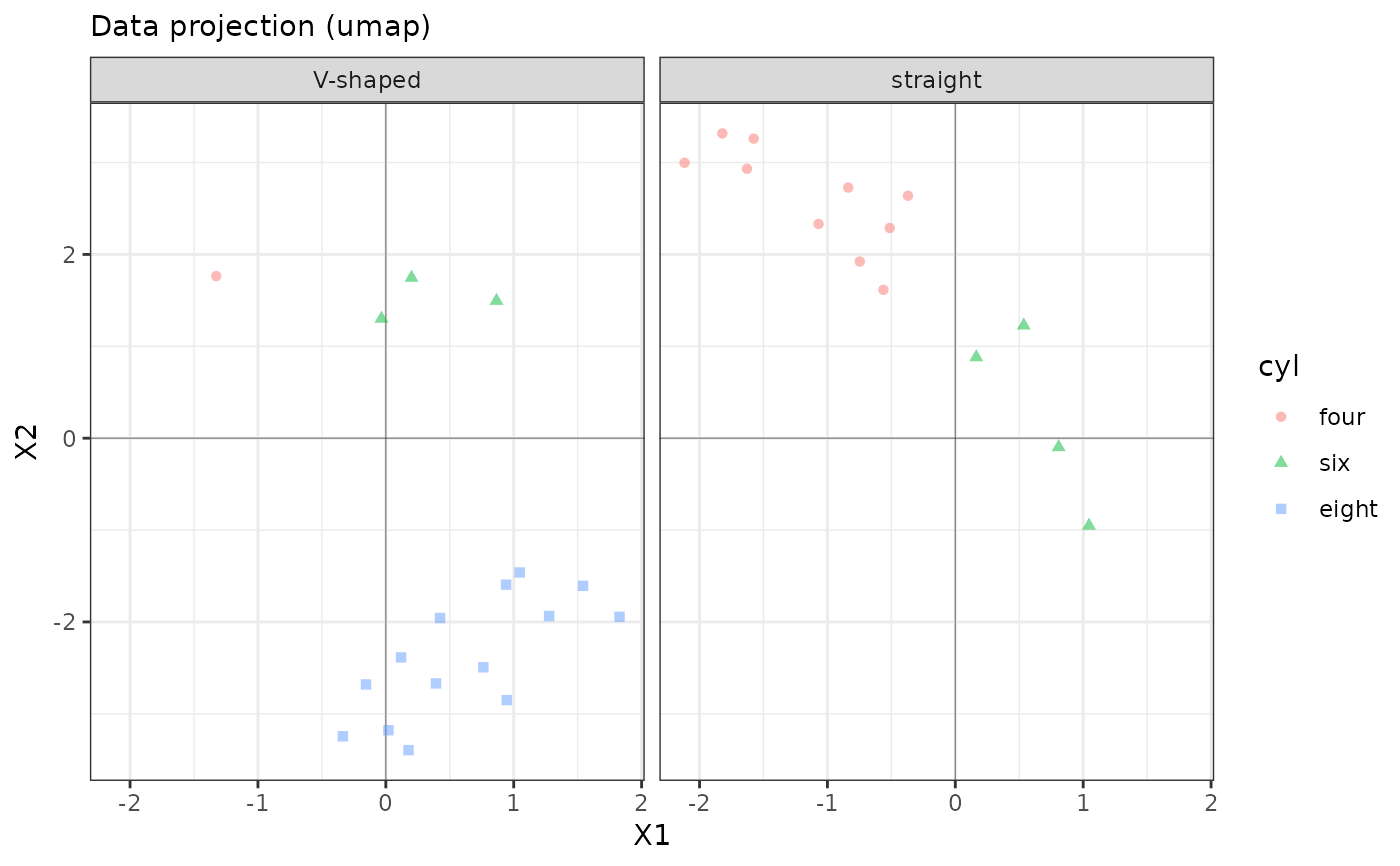 Data projection (umap)
V-shaped straight
2
0
-2
-2 -1 0 1 2 -2 -1 0 1 2
X1
X2
cyl
four
six
eight